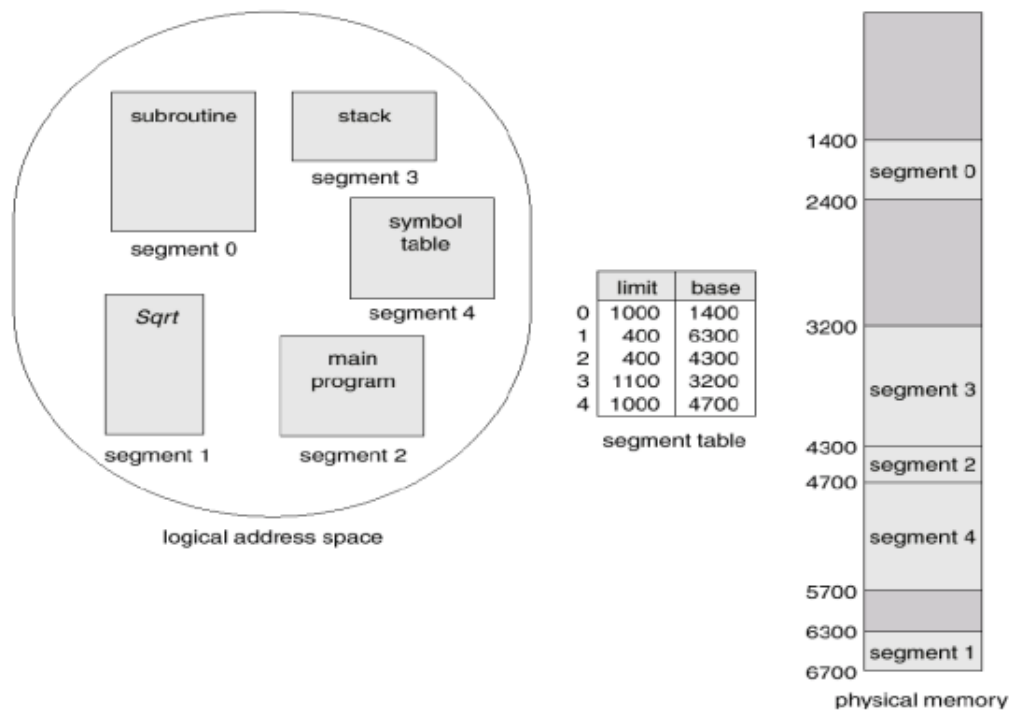 subroutine
segment 0
stack
segment 3
symbol
table
segment 4
Sqrt
segment 1
main
program
segment 2
logical address space
limit base
0 1000 1400
1 400 6300
2 400 4300
3 1100 3200
4 1000 4700
segment table
1400
segment 0
2400
3200
segment 3
4300
segment 2
4700
segment 4
5700
6300
segment 1
6700
physical memory